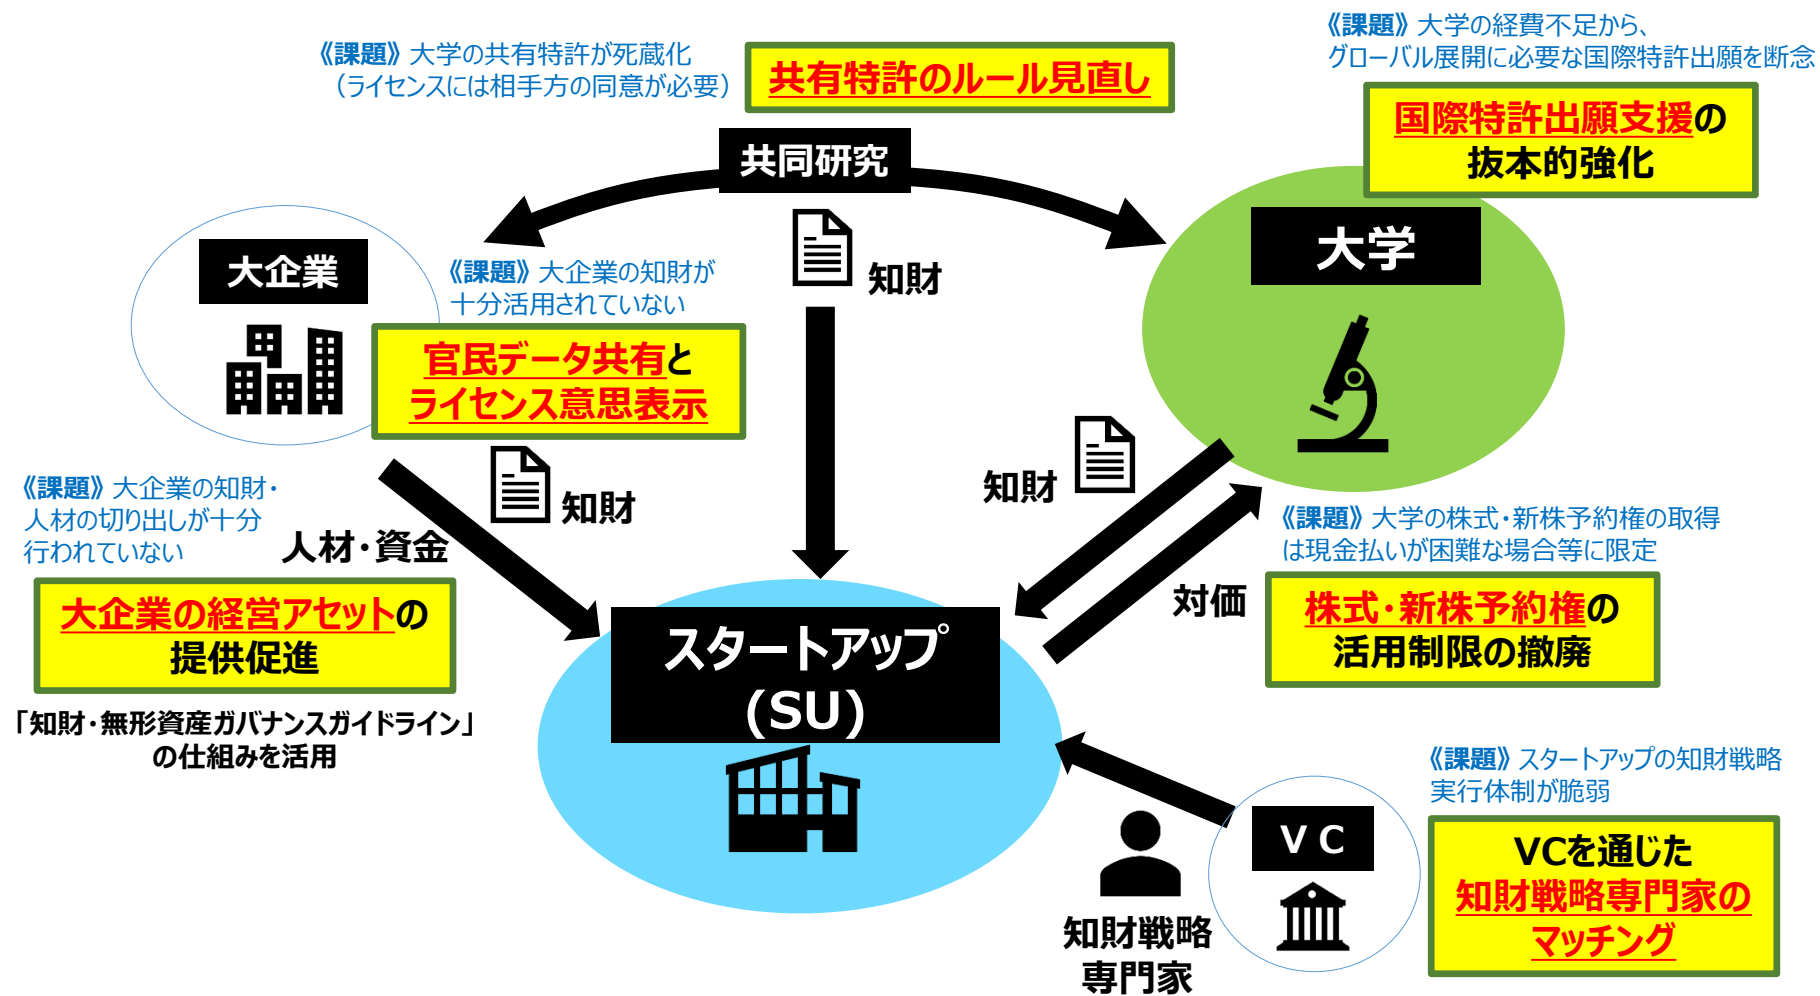 《課題》 大学の共有特許が死蔵化
（ライセンスには相手方の同意が必要）
共有特許のルール見直し
《課題》 大学の経費不足から、
グローバル展開に必要な国際特許出願を断念
国際特許出願支援の
抜本的強化
共同研究
知財
大企業
《課題》 大企業の知財が
十分活用されていない
官民データ共有と
ライセンス意思表示
知財
大学
知財
《課題》 大企業の知財・
人材の切り出しが十分
行われていない
人材・資金
大企業の経営アセットの
提供促進
「知財・無形資産ガバナンスガイドライン」
の仕組みを活用
《課題》 大学の株式・新株予約権の取得
は現金払いが困難な場合等に限定
対価
株式・新株予約権の
活用制限の撤廃
スタートアップ
(SU)
《課題》 スタートアップの知財戦略
実行体制が脆弱
ＶＣ
VCを通じた
知財戦略専門家の
マッチング
知財戦略
専門家